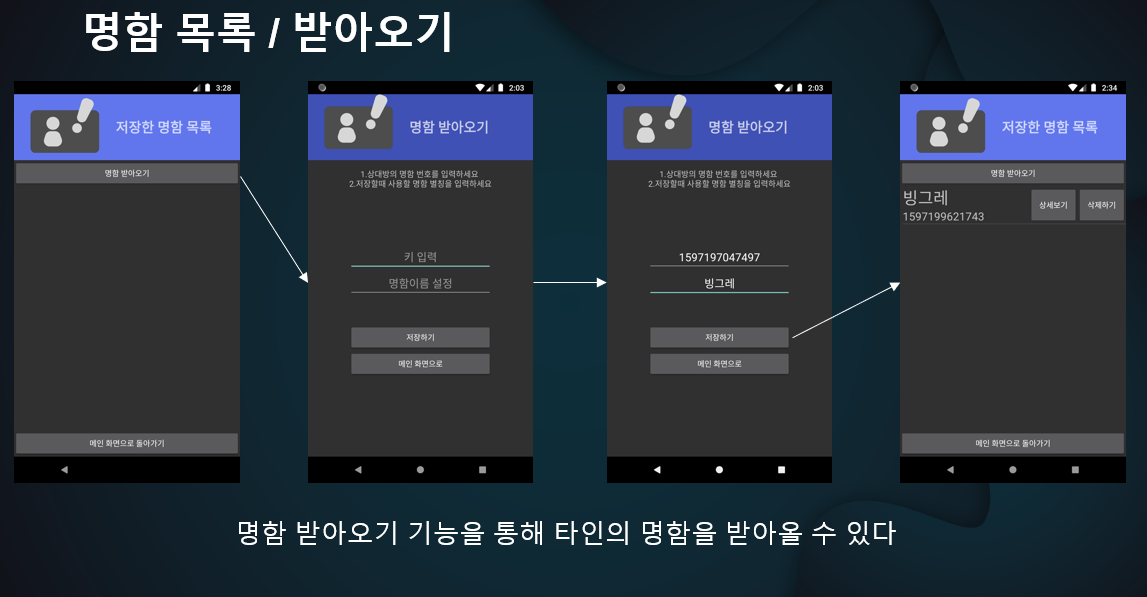 명함 목록 / 받아오기
3:28
저장한 명함 목록
명함 받아오기
메인 화면으로 돌아가기
2:03
명함 받아오기
1.상대방의 명함 번호를 입력하세요
2.저장할때 사용할 명함 별칭을 입력하세요
키 입력
명함이름 설정
저장하기
메인 화면으로
2:03
명함 받아오기
1.상대방의 명함 번호를 입력하세요
2.저장할때 사용할 명함 별칭을 입력하세요
1597197047497
빙그레
저장하기
메인 화면으로
2:34
저장한 명함 목록
명함 받아오기
빙그레
1597199621743
상세보기
삭제하기
메인 화면으로 돌아가기
명함 받아오기 기능을 통해 타인의 명함을 받아올 수 있다